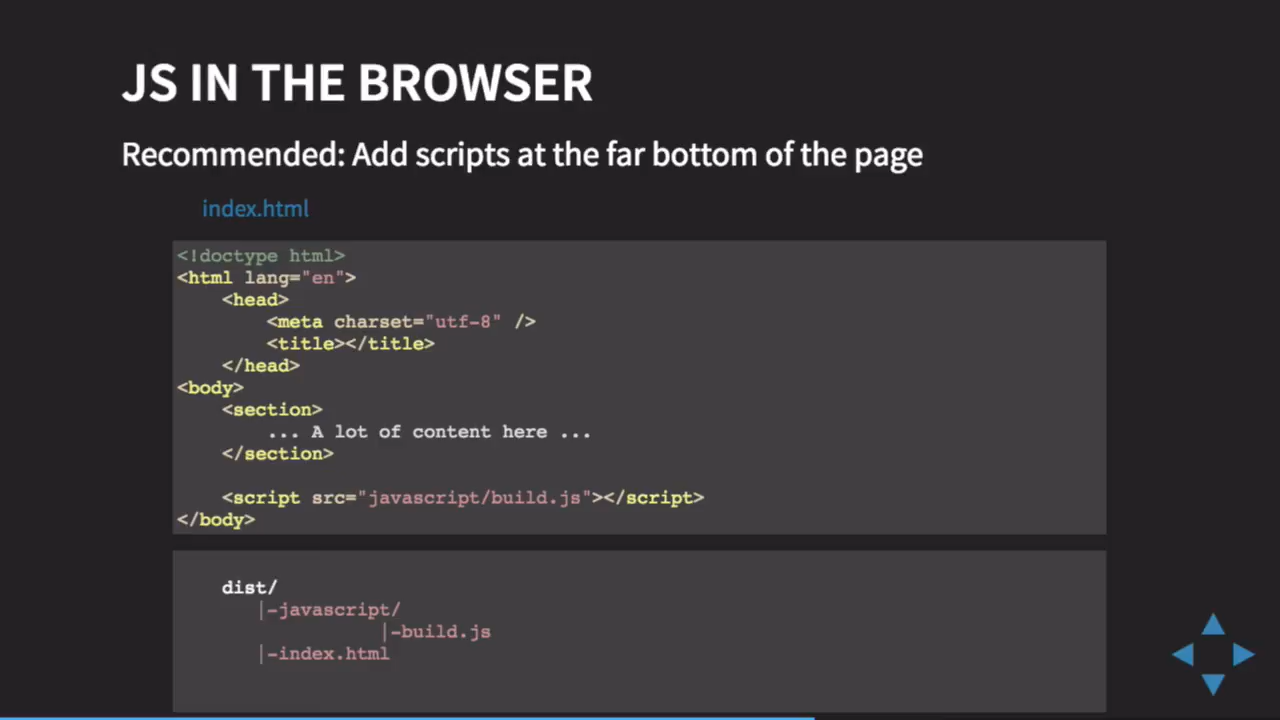 JS IN THE BROWSER
Recommended: Add scripts at the far bottom of the page
index.html
<!doctype html>
<html lang="en">
    <head>
        <meta charset="utf-8" />
        <title></title>
    </head>
<body>
    <section>
        ... A lot of content here ...
    </section>
    <script src="javascript/build.js"></script>
</body>
dist/
|-javascript/
|-build.js
|-index.html